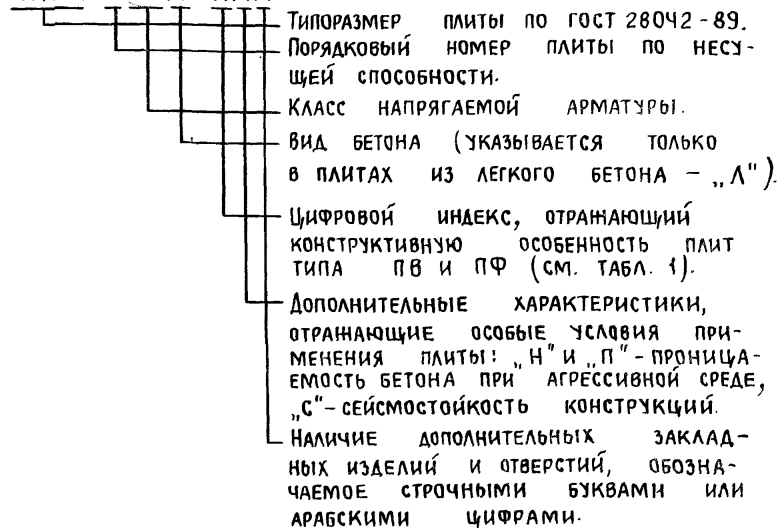 Типоразмер плиты по ГОСТ 28042-89.
Порядковый номер плиты по несу-
щей способности.
Класс напрягаемой арматуры.
Вид бетона (указывается только
в плитах из легкого бетона – „Л").
Цифровой индекс, отражающий
конструктивную особенность плит
типа ПВ и ПФ (см. табл. 1).
Дополнительные характеристики,
отражающие особые условия при-
менения плиты: „Н" и „П"-проница-
емость бетона при агрессивной среде,
„С"-сейсмостойкость конструкций.
Наличие дополнительных заклад-
ных изделий и отверстий, обозна-
чаемое строчными буквами или
арабскими цифрами.